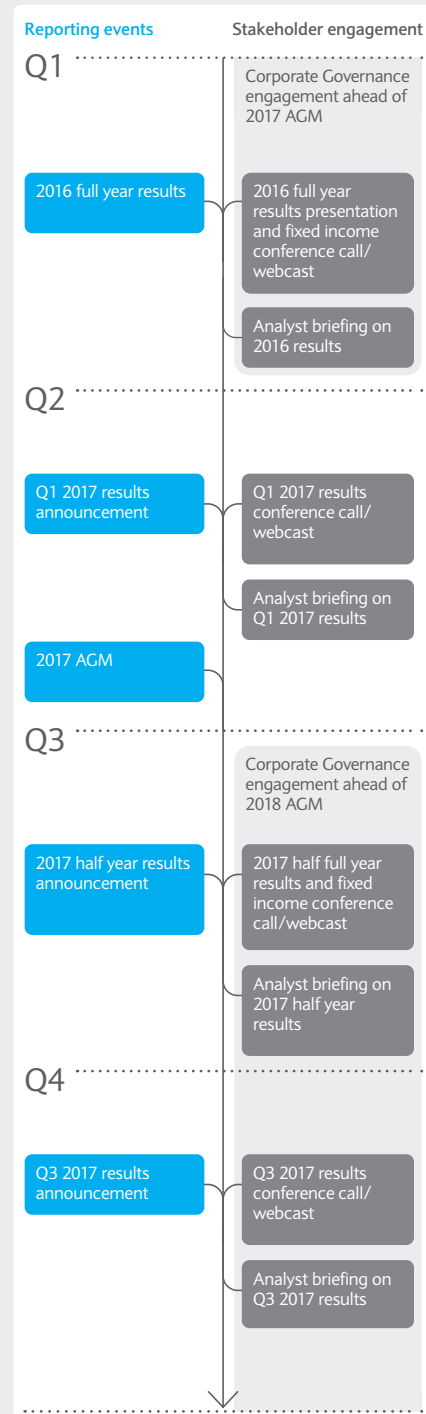 Reporting events
Stakeholder engagement
Q1
Corporate Governance
engagement ahead of
2017 AGM
2016 full year results
2016 full year
results presentation
and fixed income
conference call/
webcast
Analyst briefing on
2016 results
Q2
Q1 2017 results
announcement
Q1 2017 results
conference call/
webcast
Analyst briefing on
Q1 2017 results
2017 AGM
Q3
Corporate Governance
engagement ahead of
2018 AGM
2017 half year results
announcement
2017 half full year
results and fixed
income conference
call/webcast
Analyst briefing on
2017 half year
results
Q4
Q3 2017 results
announcement
Q3 2017 results
conference call/
webcast
Analyst briefing on
Q3 2017 results